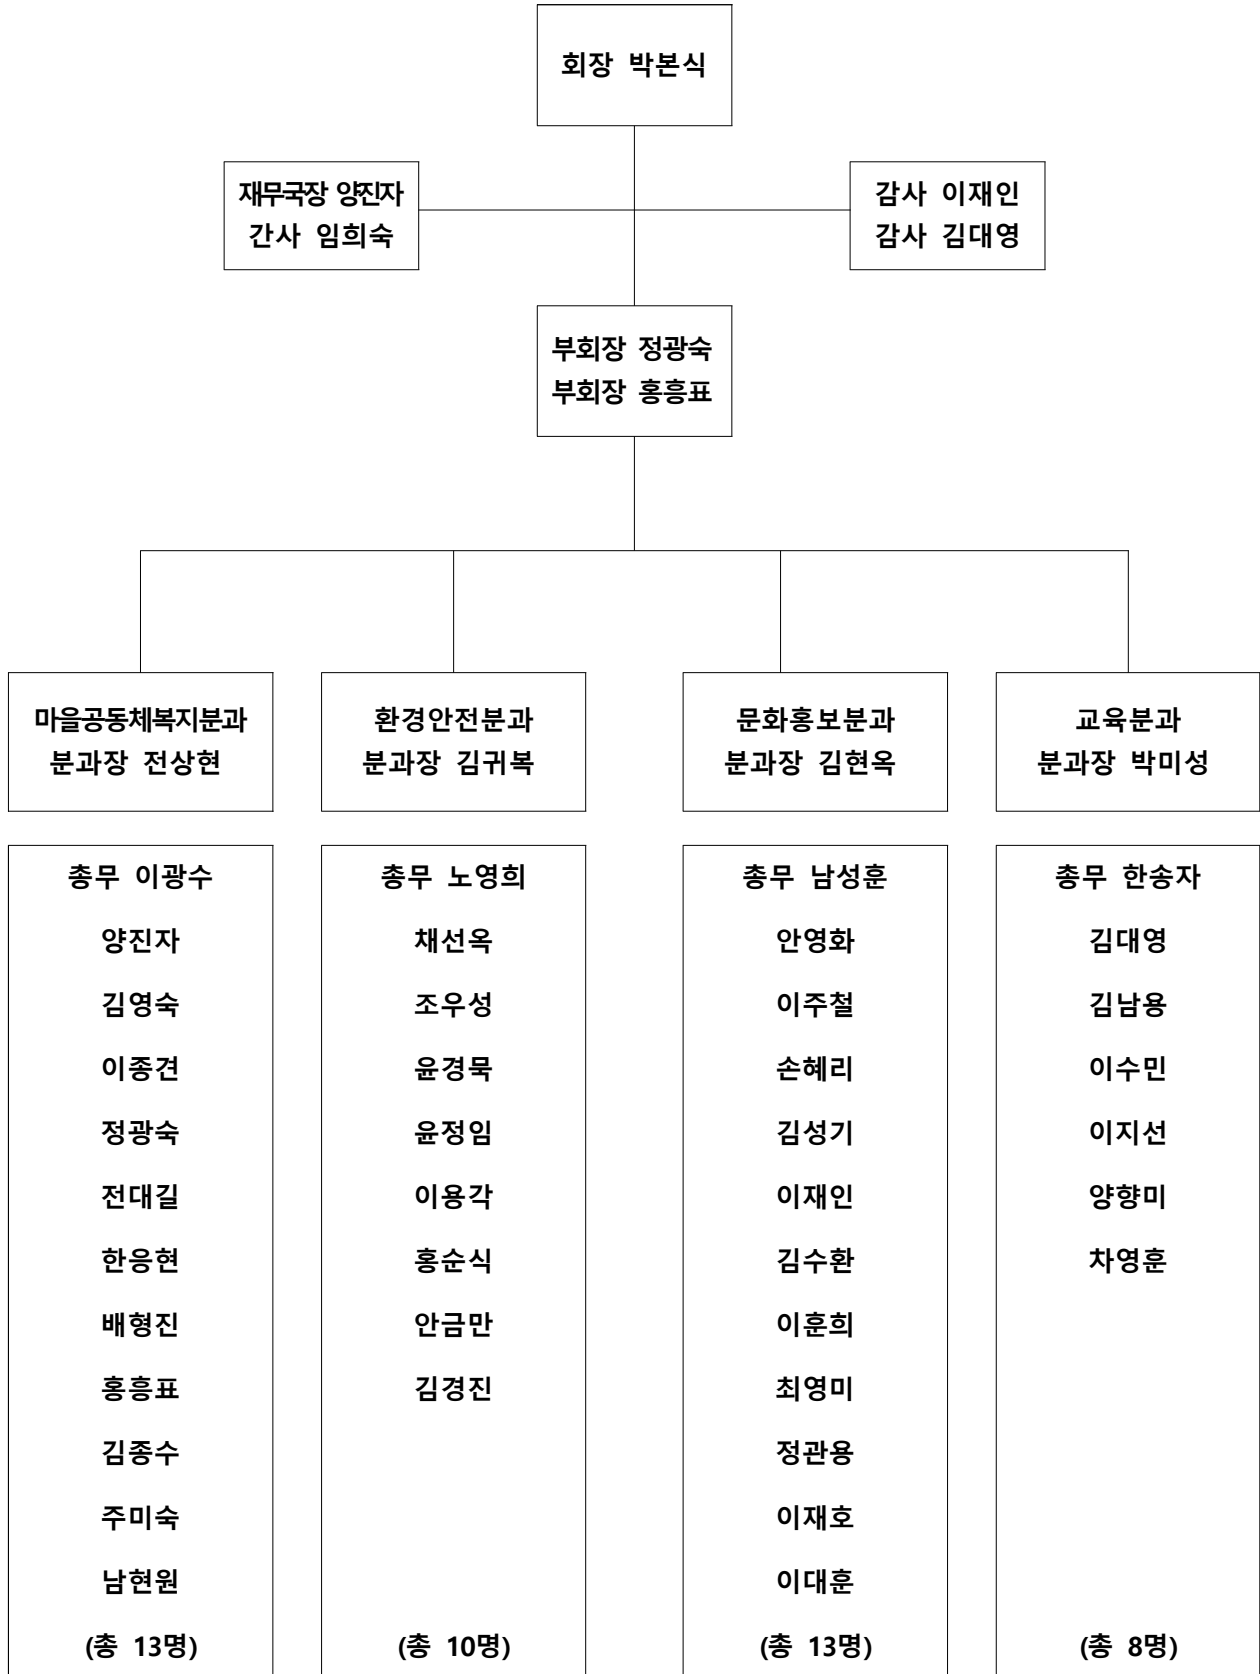 회장 박본식
재무국장 양진자
간사 임희숙
감사 이재인
감사 김대영
부회장 정광숙
부회장 홍흥표
마을공동체복지분과
분과장 전상현
환경안전분과
분과장 김귀복
문화홍보분과
분과장 김현옥
교육분과
분과장 박미성
총무 이광수
양진자
김영숙
이종견
정광숙
전대길
한응현
배형진
홍흥표
김종수
주미숙
남현원
(총 13명)
총무 노영희
채선옥
조우성
윤경묵
윤정임
이용각
홍순식
안금만
김경진
(총 10명)
총무 남성훈
안영화
이주철
손혜리
김성기
이재인
김수환
이훈희
최영미
정관용
이재호
이대훈
(총 13명)
총무 한송자
김대영
김남용
이수민
이지선
양향미
차영훈
(총 8명)